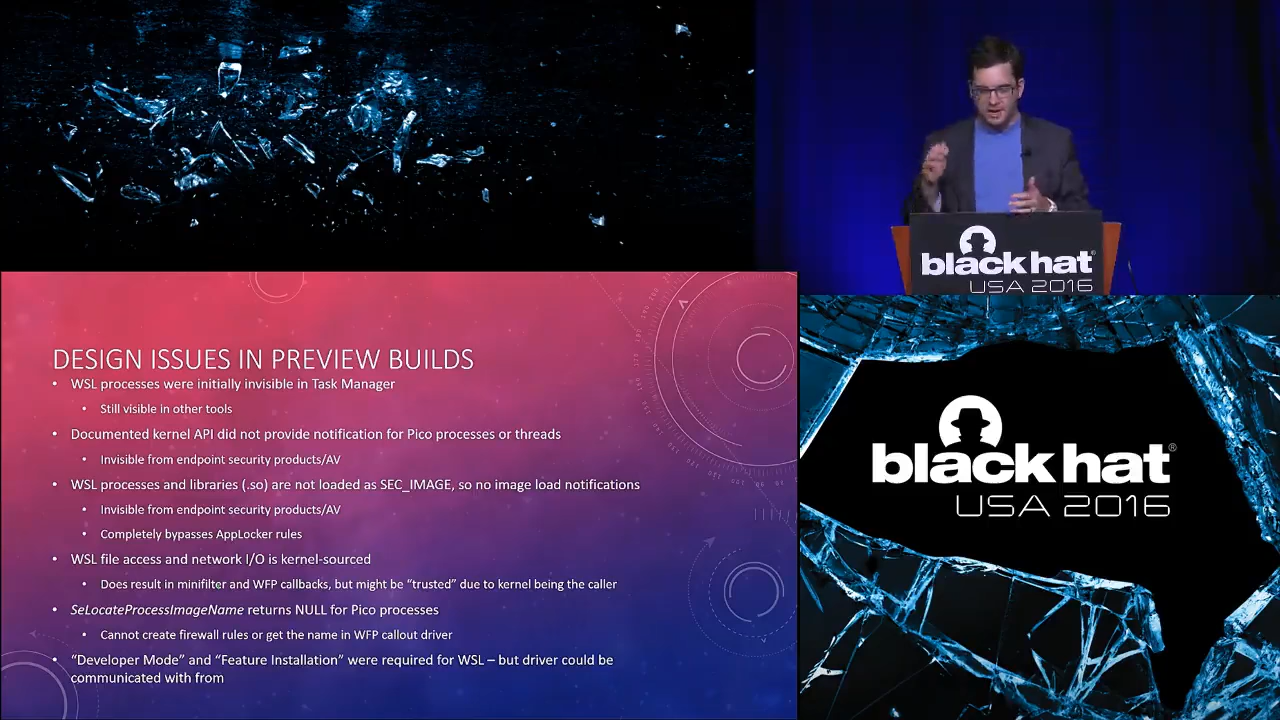 black hat®
USA 2016
DESIGN ISSUES IN PREVIEW BUILDS
• WSL processes were initially invisible in Task Manager
• Still visible in other tools
• Documented kernel API did not provide notification for Pico processes or threads
• Invisible from endpoint security products/AV
• WSL processes and libraries (.so) are not loaded as SEC_IMAGE, so no image load notifications
• Invisible from endpoint security products/AV
• Completely bypasses AppLocker rules
• WSL file access and network I/O is kernel-sourced
• Does result in minifilter and WFP callbacks, but might be “trusted” due to kernel being the caller
• SeLocateProcessImageName returns NULL for Pico processes
• Cannot create firewall rules or get the name in WFP callout driver
• “Developer Mode” and “Feature Installation” were required for WSL – but driver could be
communicated with from
black hat®
USA 2016